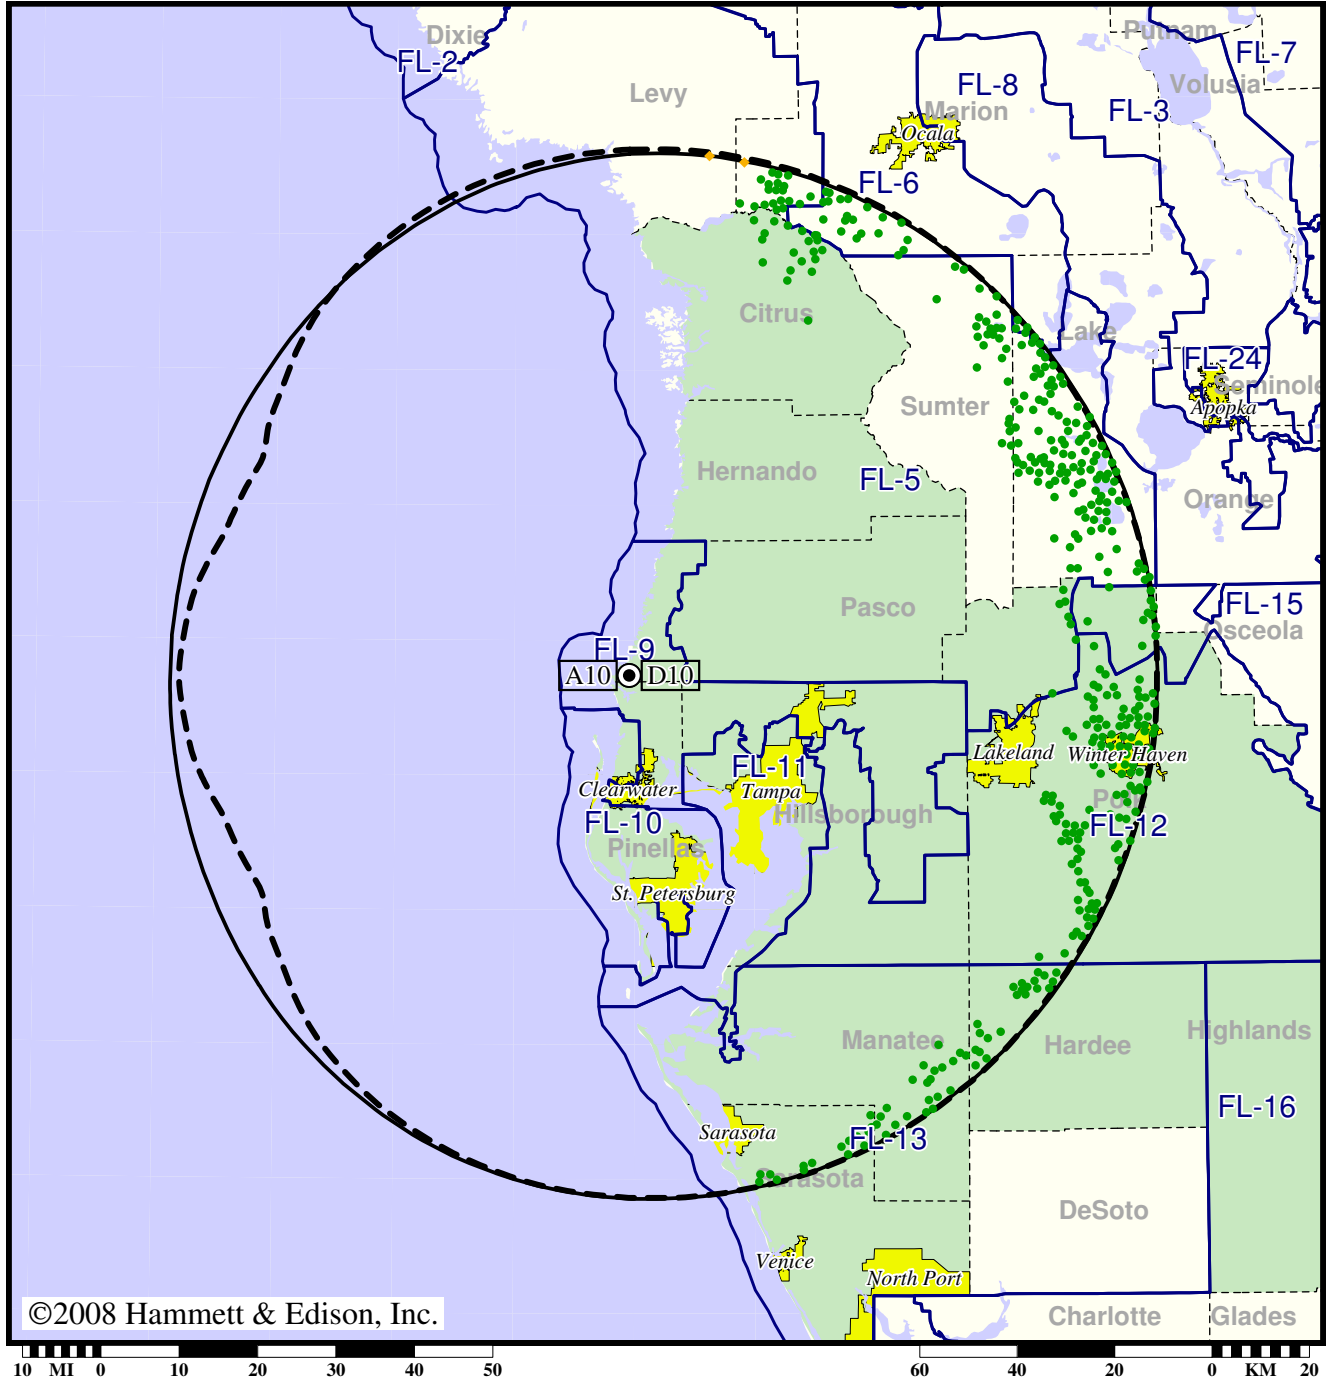 Dixie
Putnam
FL-2
FL-7
Levy
FL-8
Volusia
Marion
FL-3
Ocala
FL-6
Citrus
Lake
FL-24
Seminole
Sumter
Apopka
Hernando
FL-5
Orange
Pasco
FL-15
Osceola
FL-9
A10
D10
Lakeland
Winter Haven
FL-11
Clearwater
Tampa
Polk
Hillsborough
FL-10
FL-12
Pinellas
St. Petersburg
Manatee
Hardee
Highlands
FL-16
Sarasota
FL-13
Sarasota
DeSoto
Venice
North Port
©2008 Hammett & Edison, Inc.
Charlotte
Glades
10 MI 0 10 20 30 40 50
60 40 20 0 KM 20